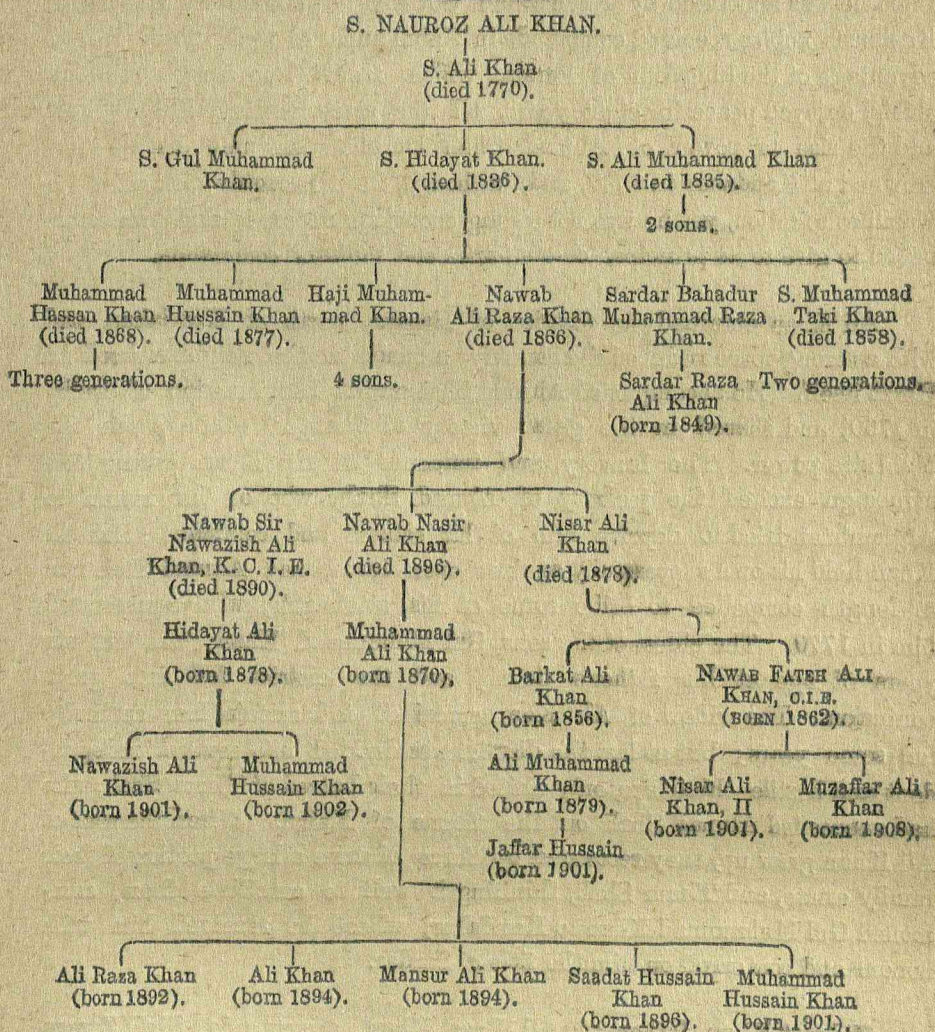 S. NAUROZ ALI KHAN.
S. Ali Khan
(died 1770).
S. Gul Muhammad
Khan.
S. Hidayat Khan.
(died 1836).
S. Ali Muhammad Khan
(died 1835).
2 sons.
Muhammad
Hassan Khan
(died 1868).
Three generations.
Muhammad
Hussain Khan
(died 1877).
Haji Muham-
mad Khan.
4 sons.
Nawab
Ali Raza Khan
(died 1866).
Sardar Bahadur
Muhammad Raza
Khan.
Sardar Raza
Ali Khan
(born 1849).
S. Muhammad
Taki Khan
(died 1858).
Two generations.
Nawab Sir
Nawazish Ali
Khan, K. C. I. E.
(died 1890).
Hidayat Ali
Khan
(born 1878).
Nawab Nasir
Ali Khan
(died 1896).
Muhammad
Ali Khan
(born 1870),
Nisar Ali
Khan
(died 1878).
Barkat Ali
Khan
(born 1856).
Ali Muhammad
Khan
(born 1879).
Jaffar Hussain
(born 1901).
NAWAB FATEH ALI
KHAN, C.I.E.
(BORN 1862).
Nisar Ali
Khan, II
(born 1901).
Muzaffar Ali
Khan
(born 1908).
Nawazish Ali
Khan
(born 1901).
Muhammad
Hussain Khan
(born 1902).
Ali Raza Khan
(born 1892).
Ali Khan
(born 1894).
Mansur Ali Khan
(born 1894).
Saadat Hussain
Khan
(born 1896).
Muhammad
Hussain Khan
(born 1901).